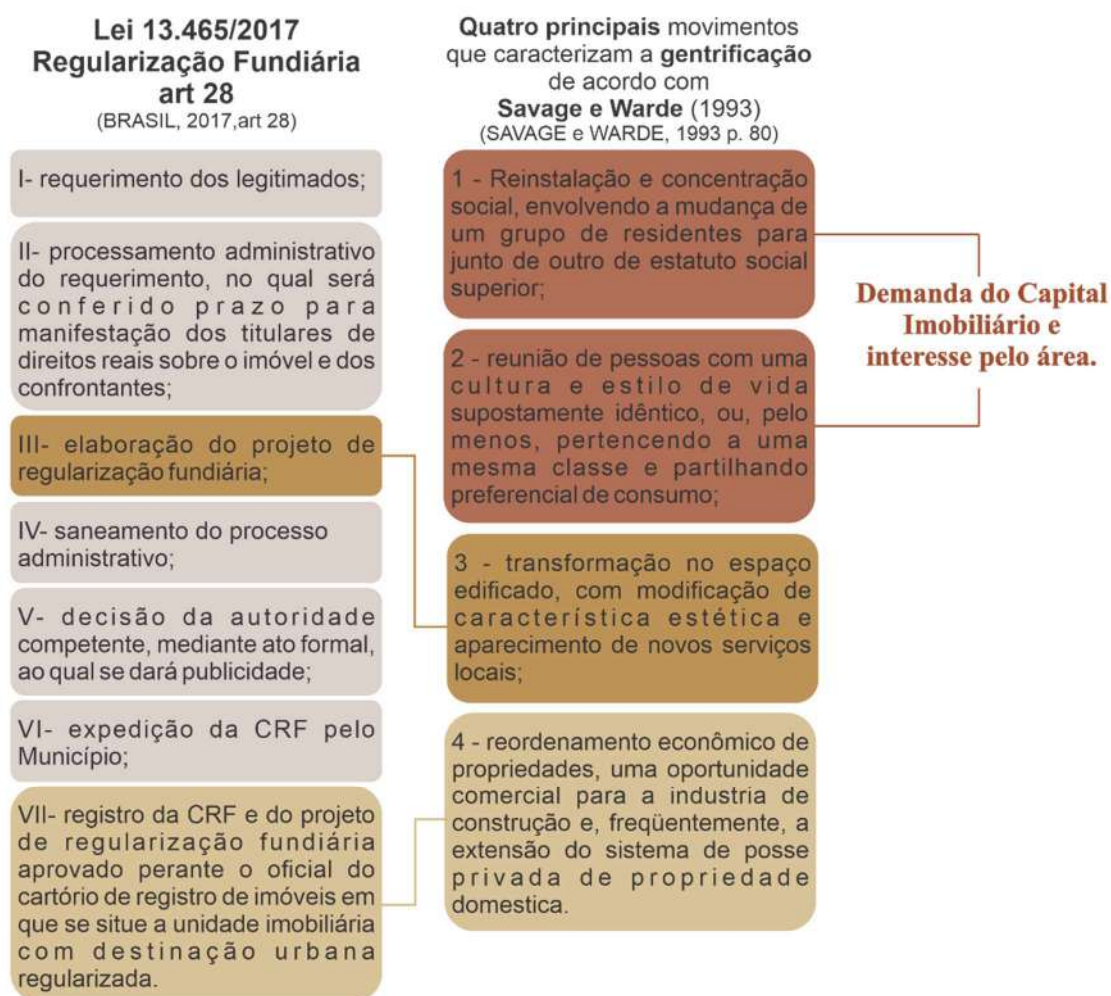 Lei 13.465/2017
Regularização Fundiária
art 28
(BRASIL, 2017,art 28)
I- requerimento dos legitimados;
II- processamento administrativo
do requerimento, no qual será
conferido prazo para
manifestação dos titulares de
direitos reais sobre o imóvel e dos
confrontantes;
III- elaboração do projeto de
regularização fundiária;
IV- saneamento do processo
administrativo;
V- decisão da autoridade
competente, mediante ato formal,
ao qual se dará publicidade;
VI- expedição da CRF pelo
Município;
VII- registro da CRF e do projeto
de regularização fundiária
aprovado perante o oficial do
cartório de registro de imóveis em
que se situe a unidade imobiliária
com destinação urbana
regularizada.
Quatro principais movimentos
que caracterizam a gentrificação
de acordo com
Savage e Warde (1993)
(SAVAGE e WARDE, 1993 p. 80)
1 - Reinstalação e concentração
social, envolvendo a mudança de
um grupo de residentes para
junto de outro de estatuto social
superior;
2 - reunião de pessoas com uma
cultura e estilo de vida
supostamente idêntico, ou, pelo
menos, pertencendo a uma
mesma classe e partilhando
preferencial de consumo;
3 - transformação no espaço
edificado, com modificação de
característica estética e
aparecimento de novos serviços
locais;
4 - reordenamento econômico de
propriedades, uma oportunidade
comercial para a industria de
construção e, freqüentemente, a
extensão do sistema de posse
privada de propriedade
domestica.
Demanda do Capital
Imobiliário e
interesse pelo área.